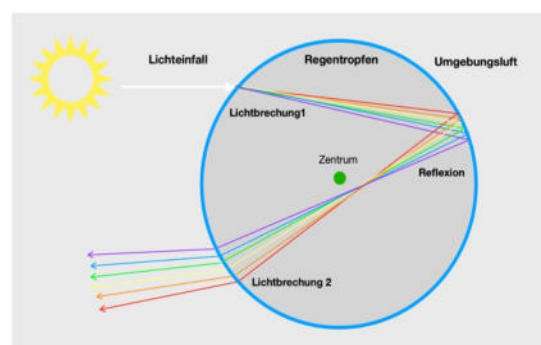 Lichteinfall
Regentropfen
Umgebungsluft
Lichtbrechung1
Zentrum
Reflexion
Lichtbrechung 2